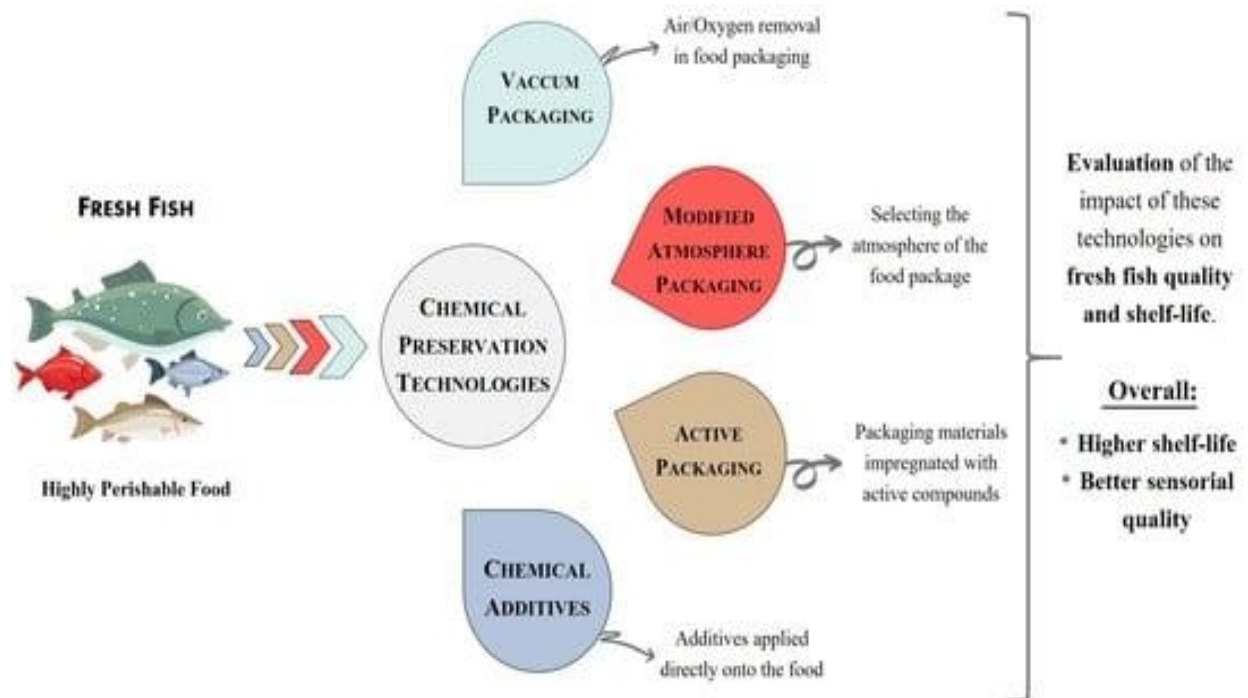 FRESH FISH
Highly Perishable Food
CHEMICAL
PRESERVATION
TECHNOLOGIES
VACCUM
PACKAGING
Air/Oxygen removal
in food packaging
MODIFIED
ATMOSPHERE
PACKAGING
Selecting the
atmosphere of the
food package
ACTIVE
PACKAGING
Packaging materials
impregnated with
active compounds
CHEMICAL
ADDITIVES
Additives applied
directly onto the food
Evaluation of the
impact of these
technologies on
fresh fish quality
and shelf-life.
Overall:
* Higher shelf-life
* Better sensorial
quality